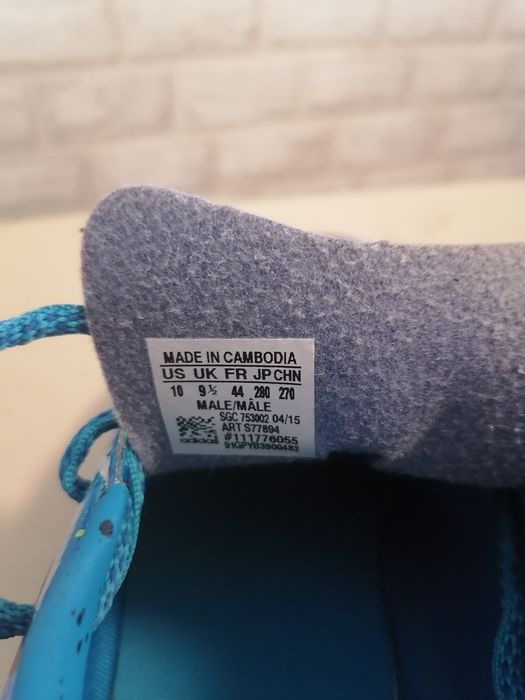 MADE IN CAMBODIA
US UK FR JP CHN
10 9½ 44 280 270
MALE/MÂLE
SGC 753002 04/15
ART S77894
adidas #111776055
91GPYB3900482